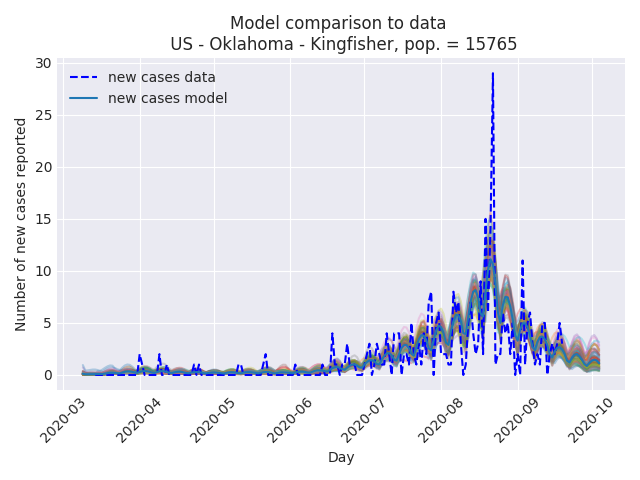 Model comparison to data
US - Oklahoma - Kingfisher, pop. = 15765
new cases data
new cases model
Number of new cases reported
30
25
20
15
10
5
0
2020-03
2020-04
2020-05
2020-06
2020-07
2020-08
2020-09
2020-10
Day